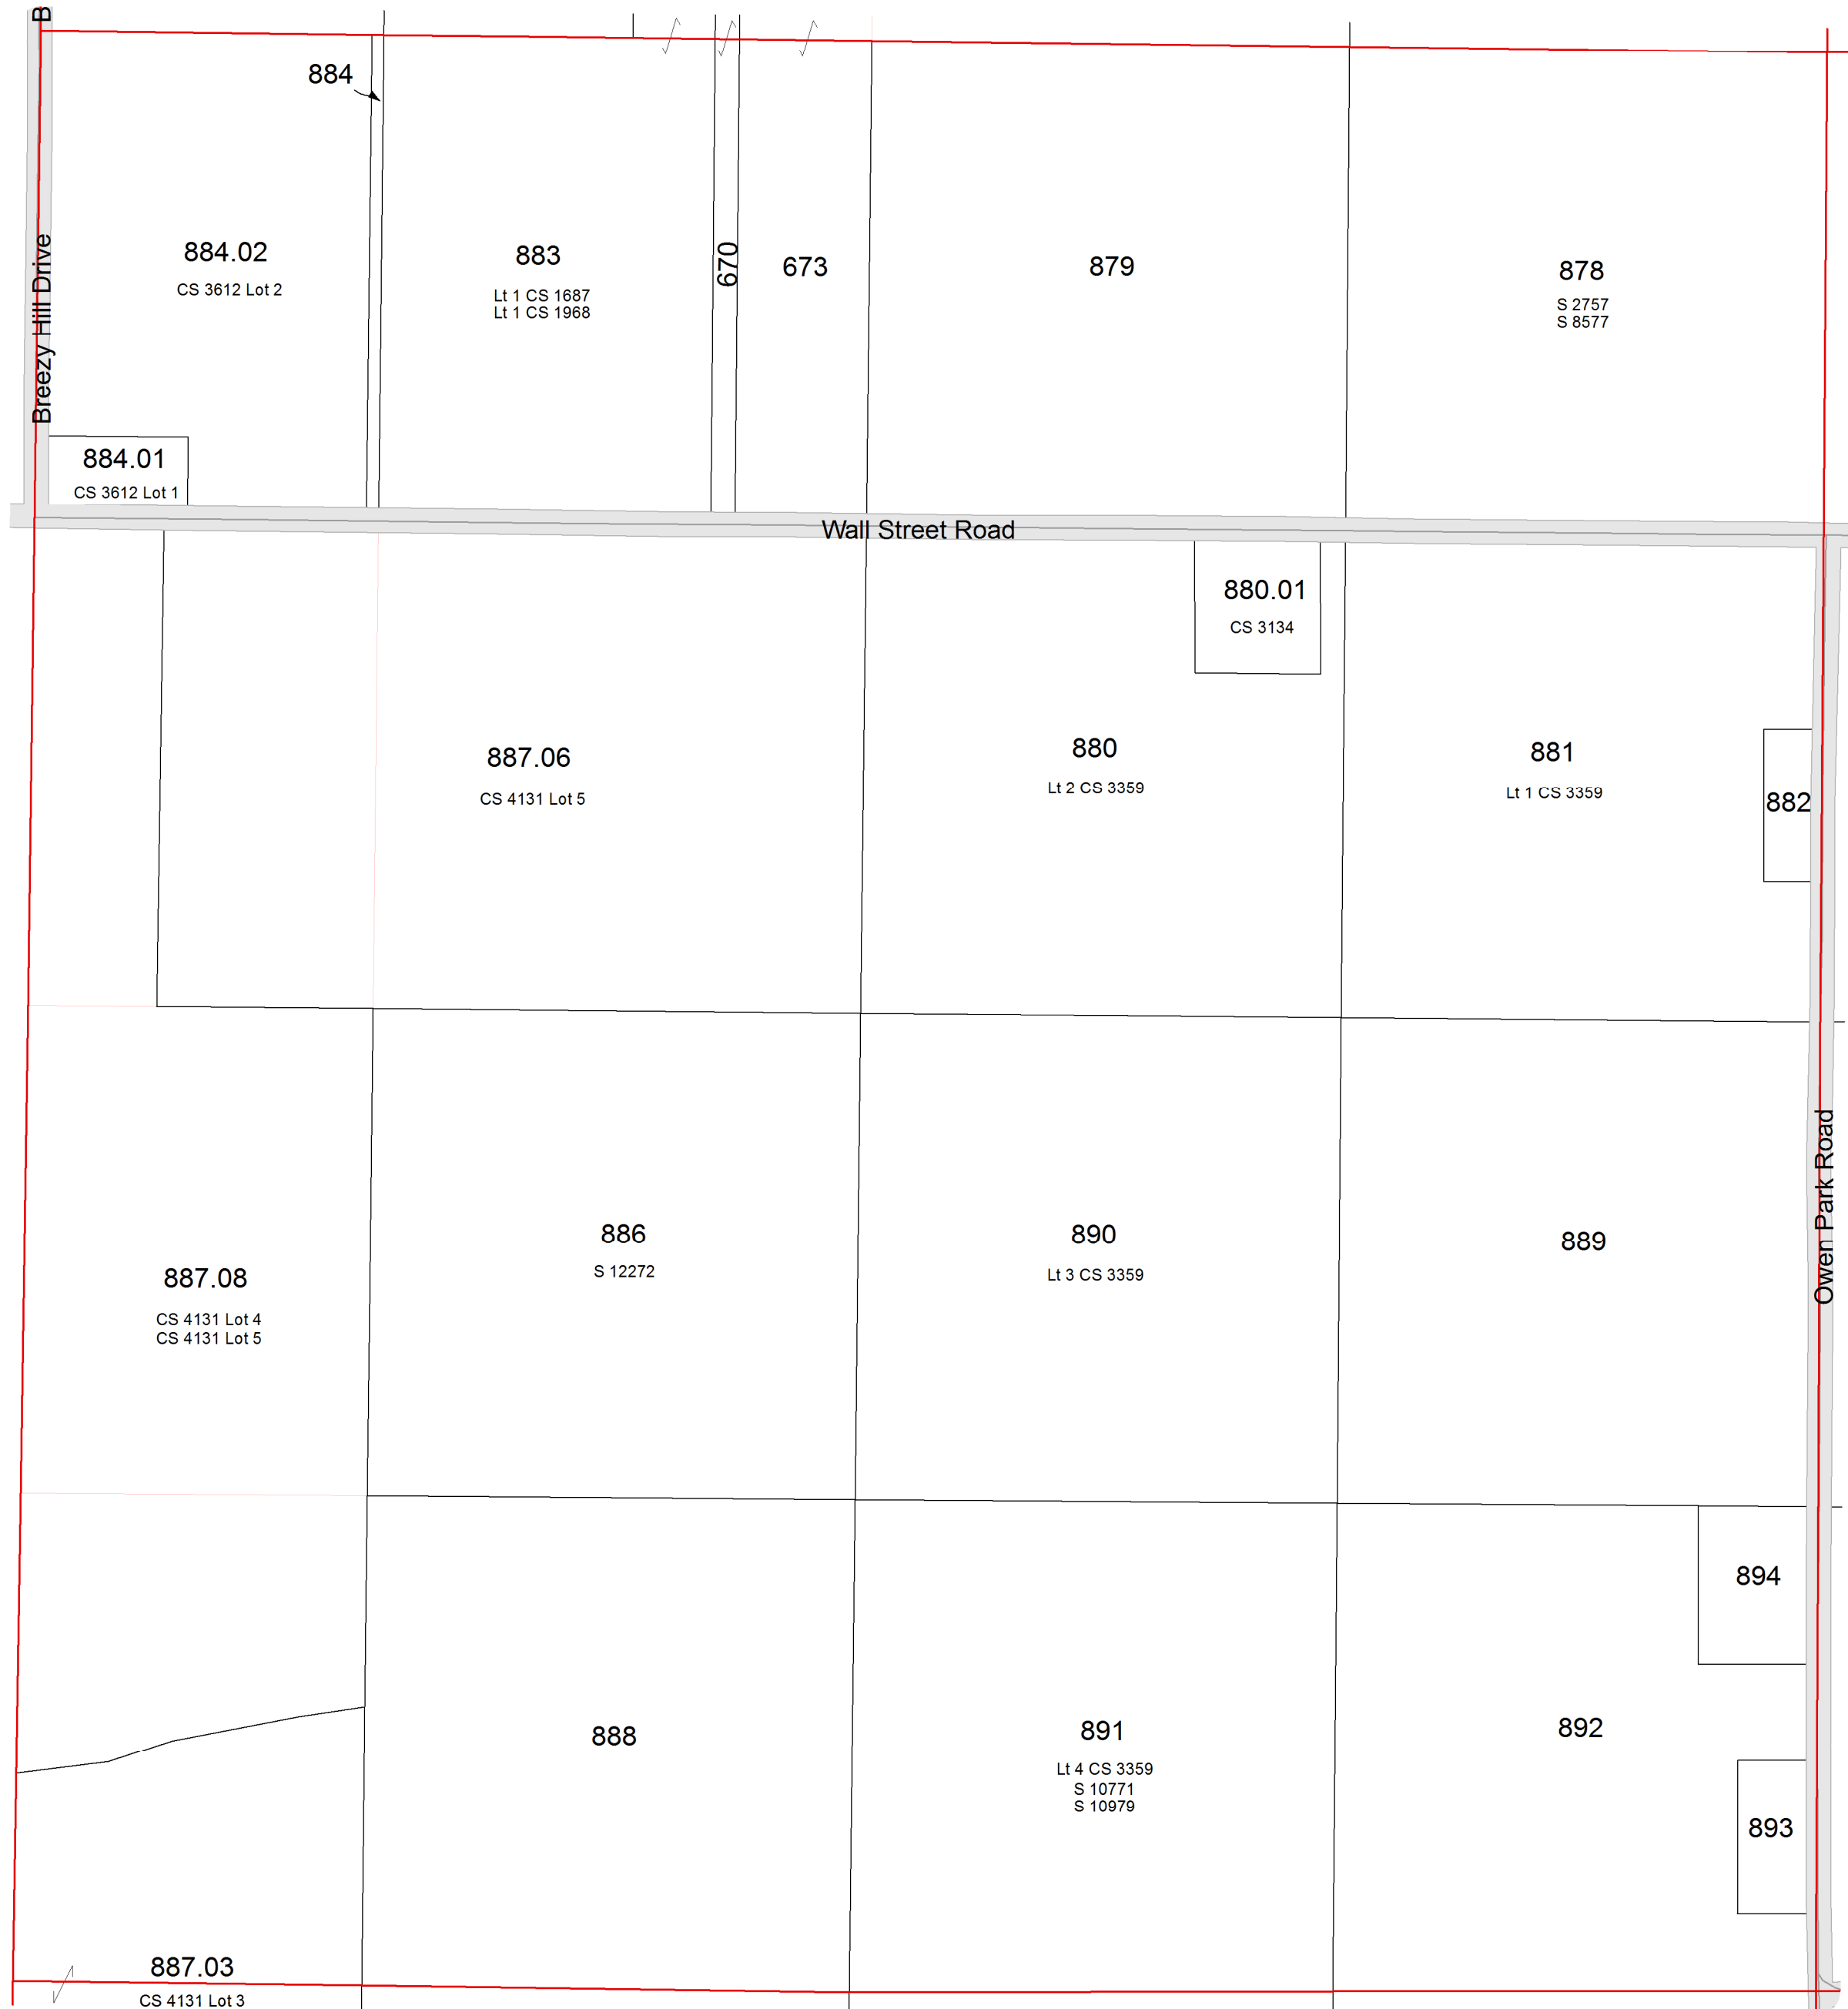 B
884
884.02
CS 3612 Lot 2
883
Lt 1 CS 1687
Lt 1 CS 1968
670
673
879
878
S 2757
S 8577
Breezy Hill Drive
884.01
CS 3612 Lot 1
Wall Street Road
880.01
CS 3134
887.06
CS 4131 Lot 5
880
Lt 2 CS 3359
881
Lt 1 CS 3359
882
Owen Park Road
887.08
CS 4131 Lot 4
CS 4131 Lot 5
886
S 12272
890
Lt 3 CS 3359
889
894
888
891
Lt 4 CS 3359
S 10771
S 10979
892
893
887.03
CS 4131 Lot 3